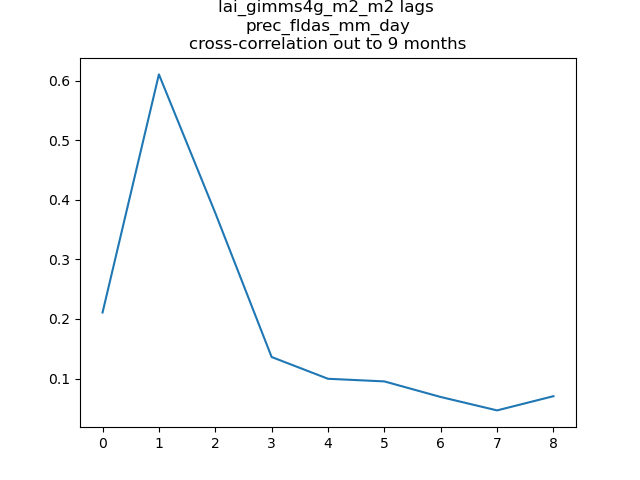 lai_gimms4g_m2_m2 lags
prec_fldas_mm_day
cross-correlation out to 9 months
0.6
0.5
0.4
0.3
0.2
0.1
0 1 2 3 4 5 6 7 8